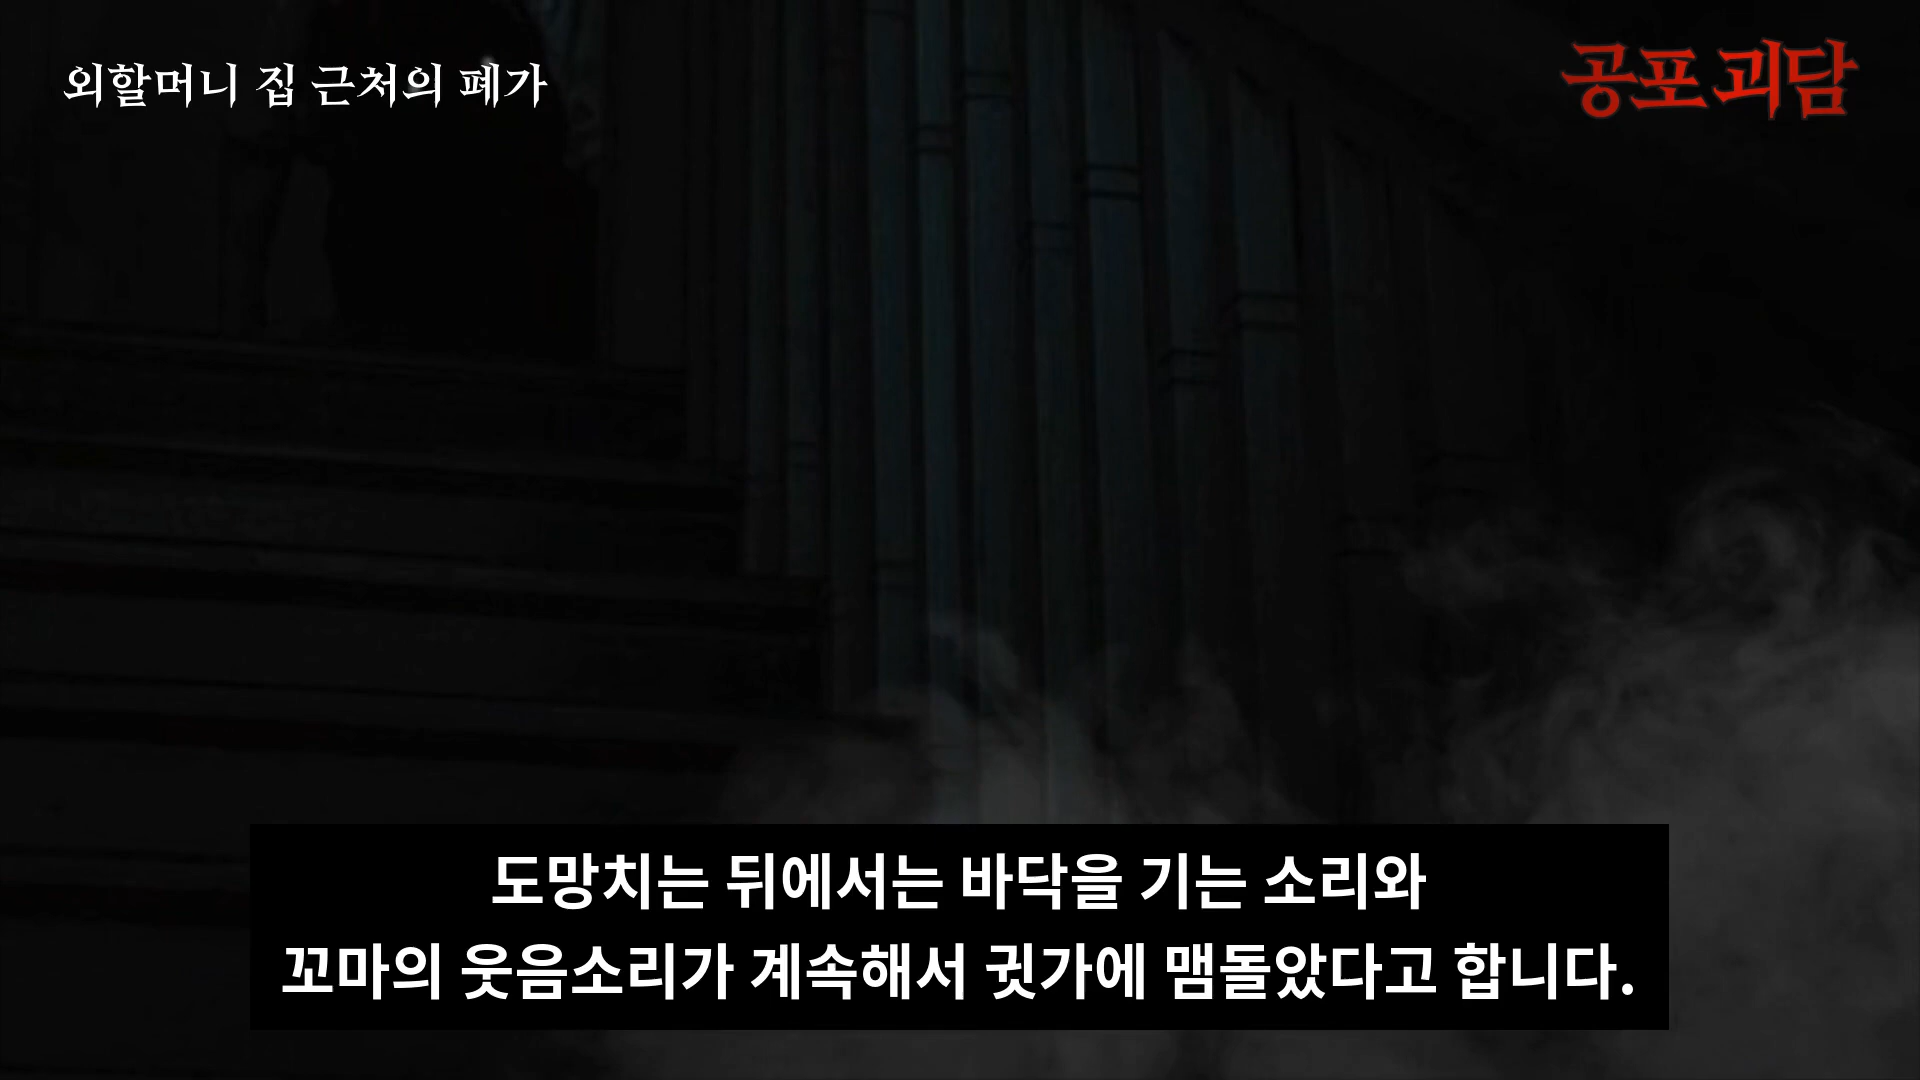 외할머니 집 근처의 폐가
공포 괴담
도망치는 뒤에서는 바닥을 기는 소리와
꼬마의 웃음소리가 계속해서 귓가에 맴돌았다고 합니다.